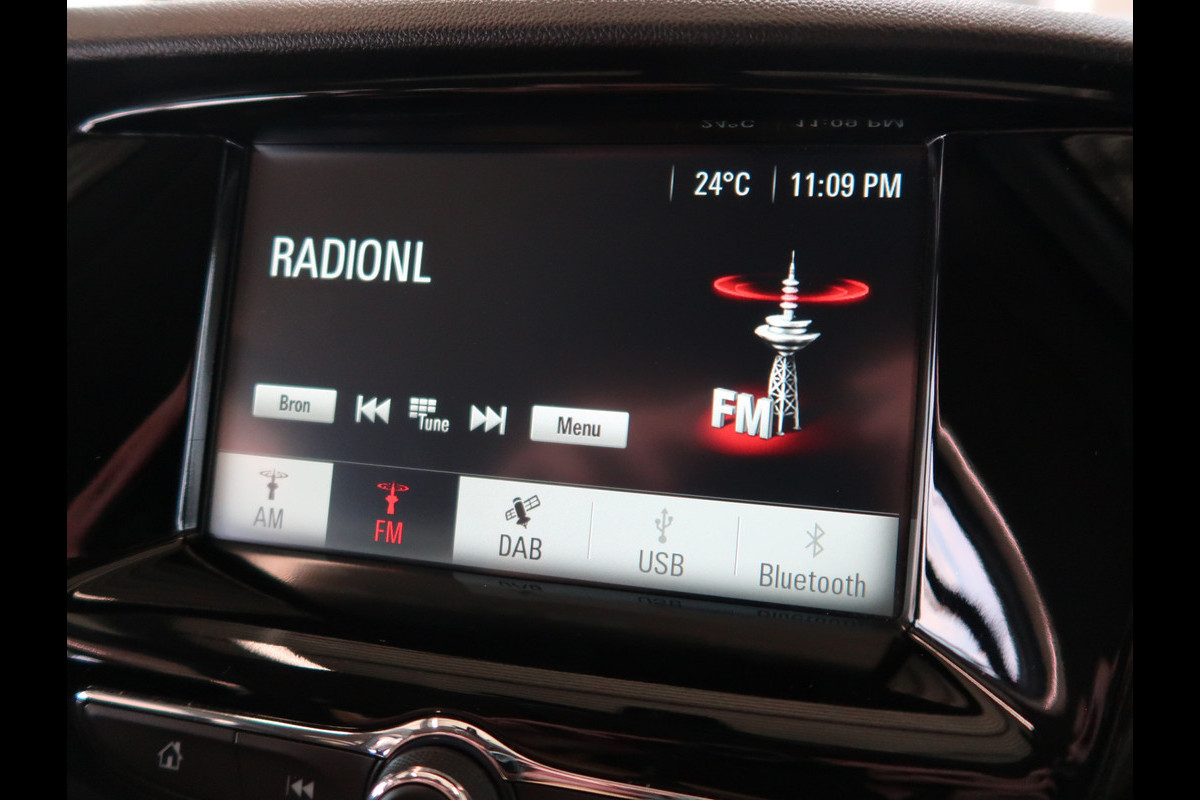 24°C 11:09 PM
RADIONL
FM
Bron Tune Menu
AM FM DAB USB Bluetooth